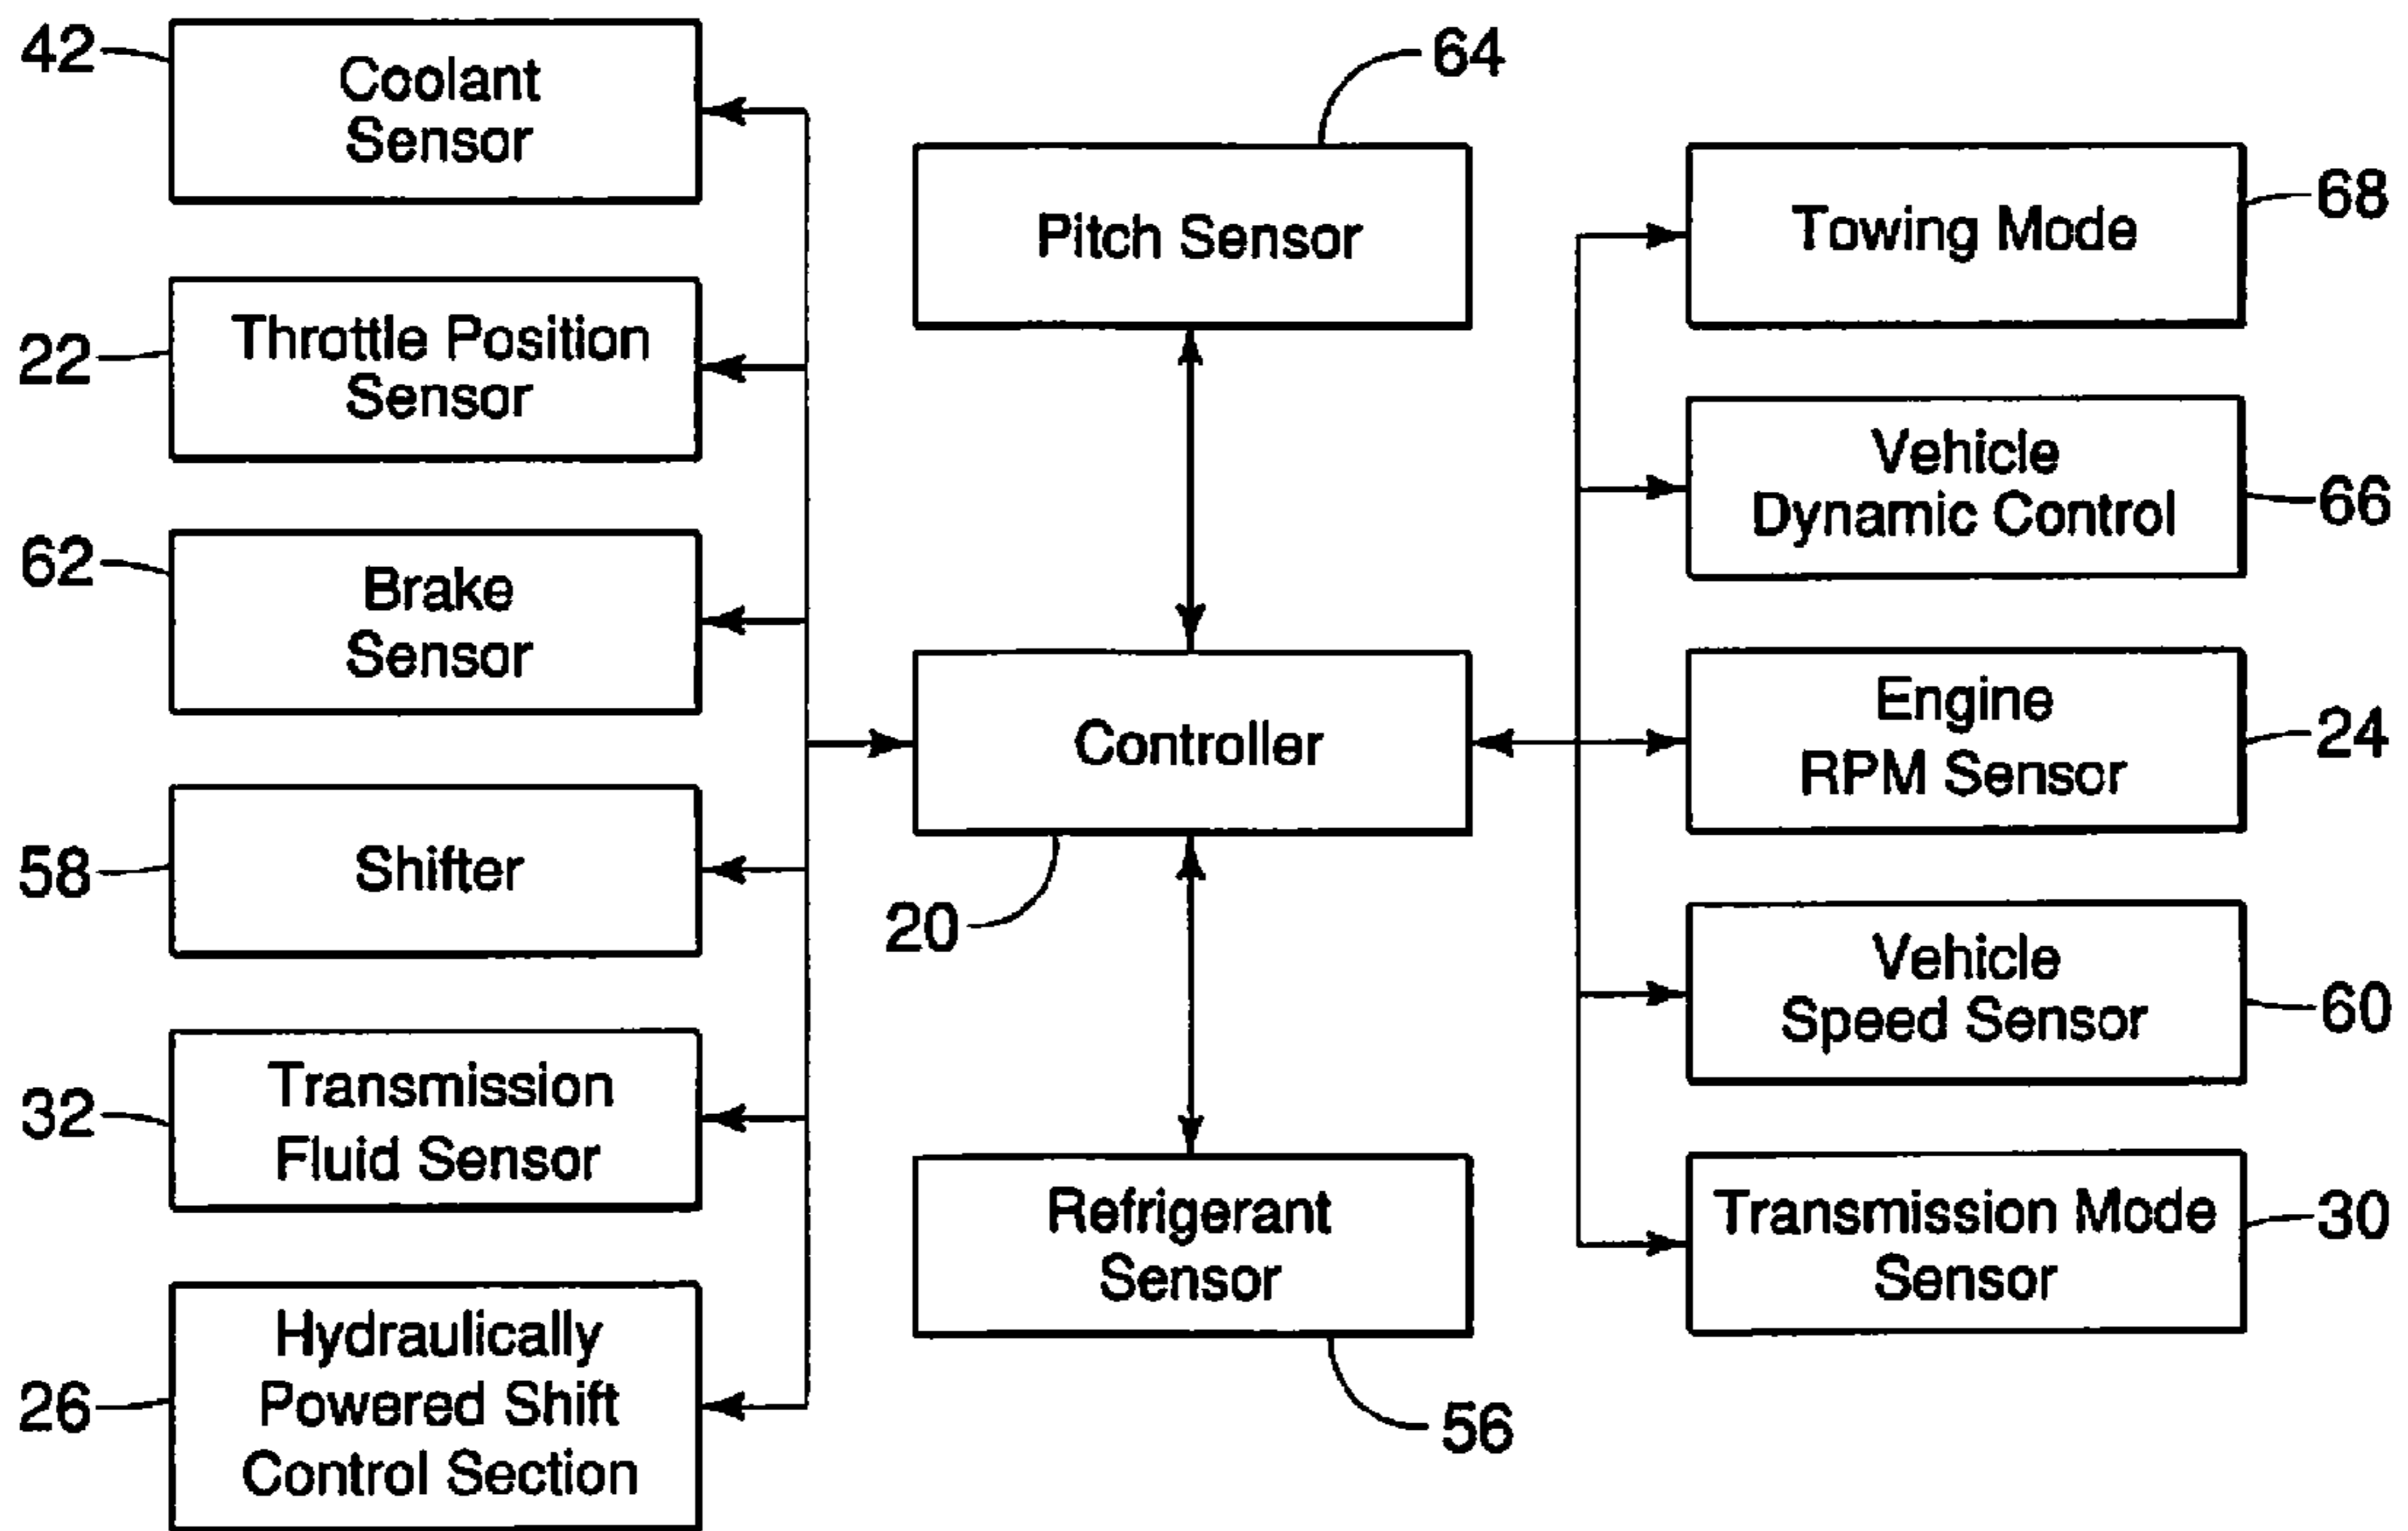 42
Coolant
Sensor
22
Throttle Position
Sensor
62
Brake
Sensor
58
Shifter
32
Transmission
Fluid Sensor
26
Hydraulically
Powered Shift
Control Section
64
Pitch Sensor
Controller
20
Refrigerant
Sensor
56
Towing Mode
68
Vehicle
Dynamic Control
66
Engine
RPM Sensor
24
Vehicle
Speed Sensor
60
Transmission Mode
Sensor
30